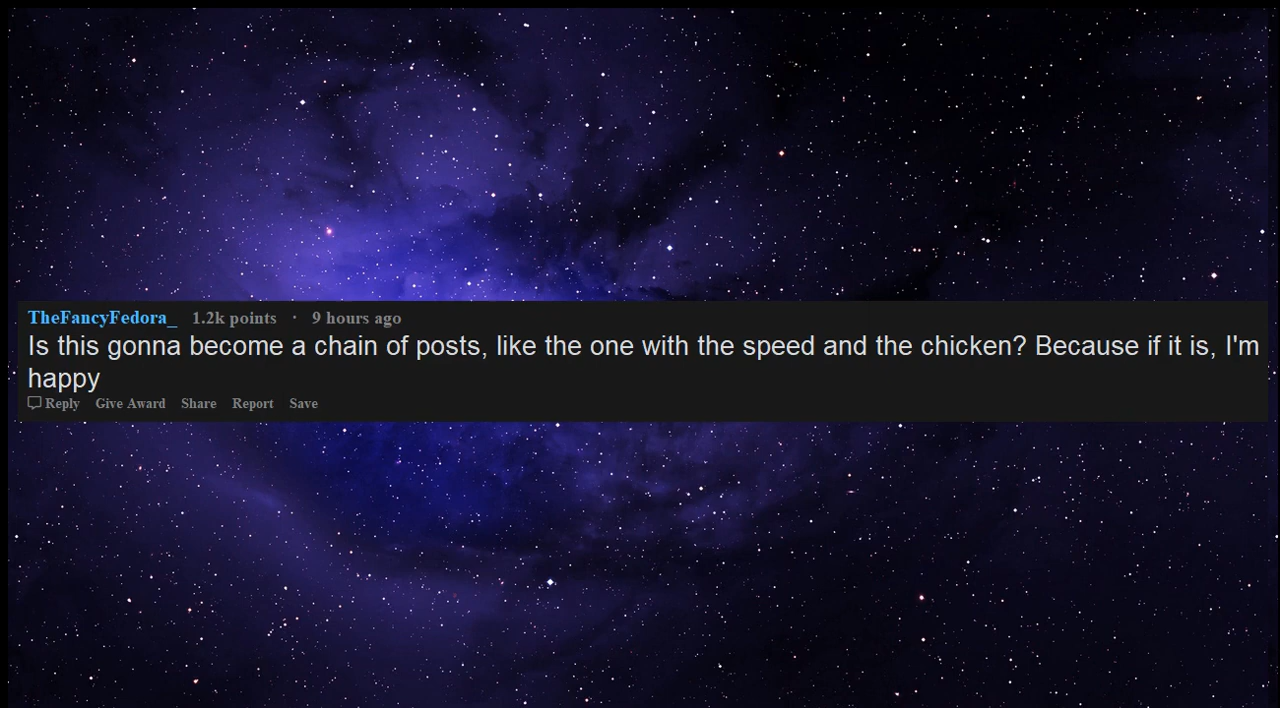 TheFancyFedora_ 1.2k points · 9 hours ago
Is this gonna become a chain of posts, like the one with the speed and the chicken? Because if it is, I'm
happy
Reply Give Award Share Report Save